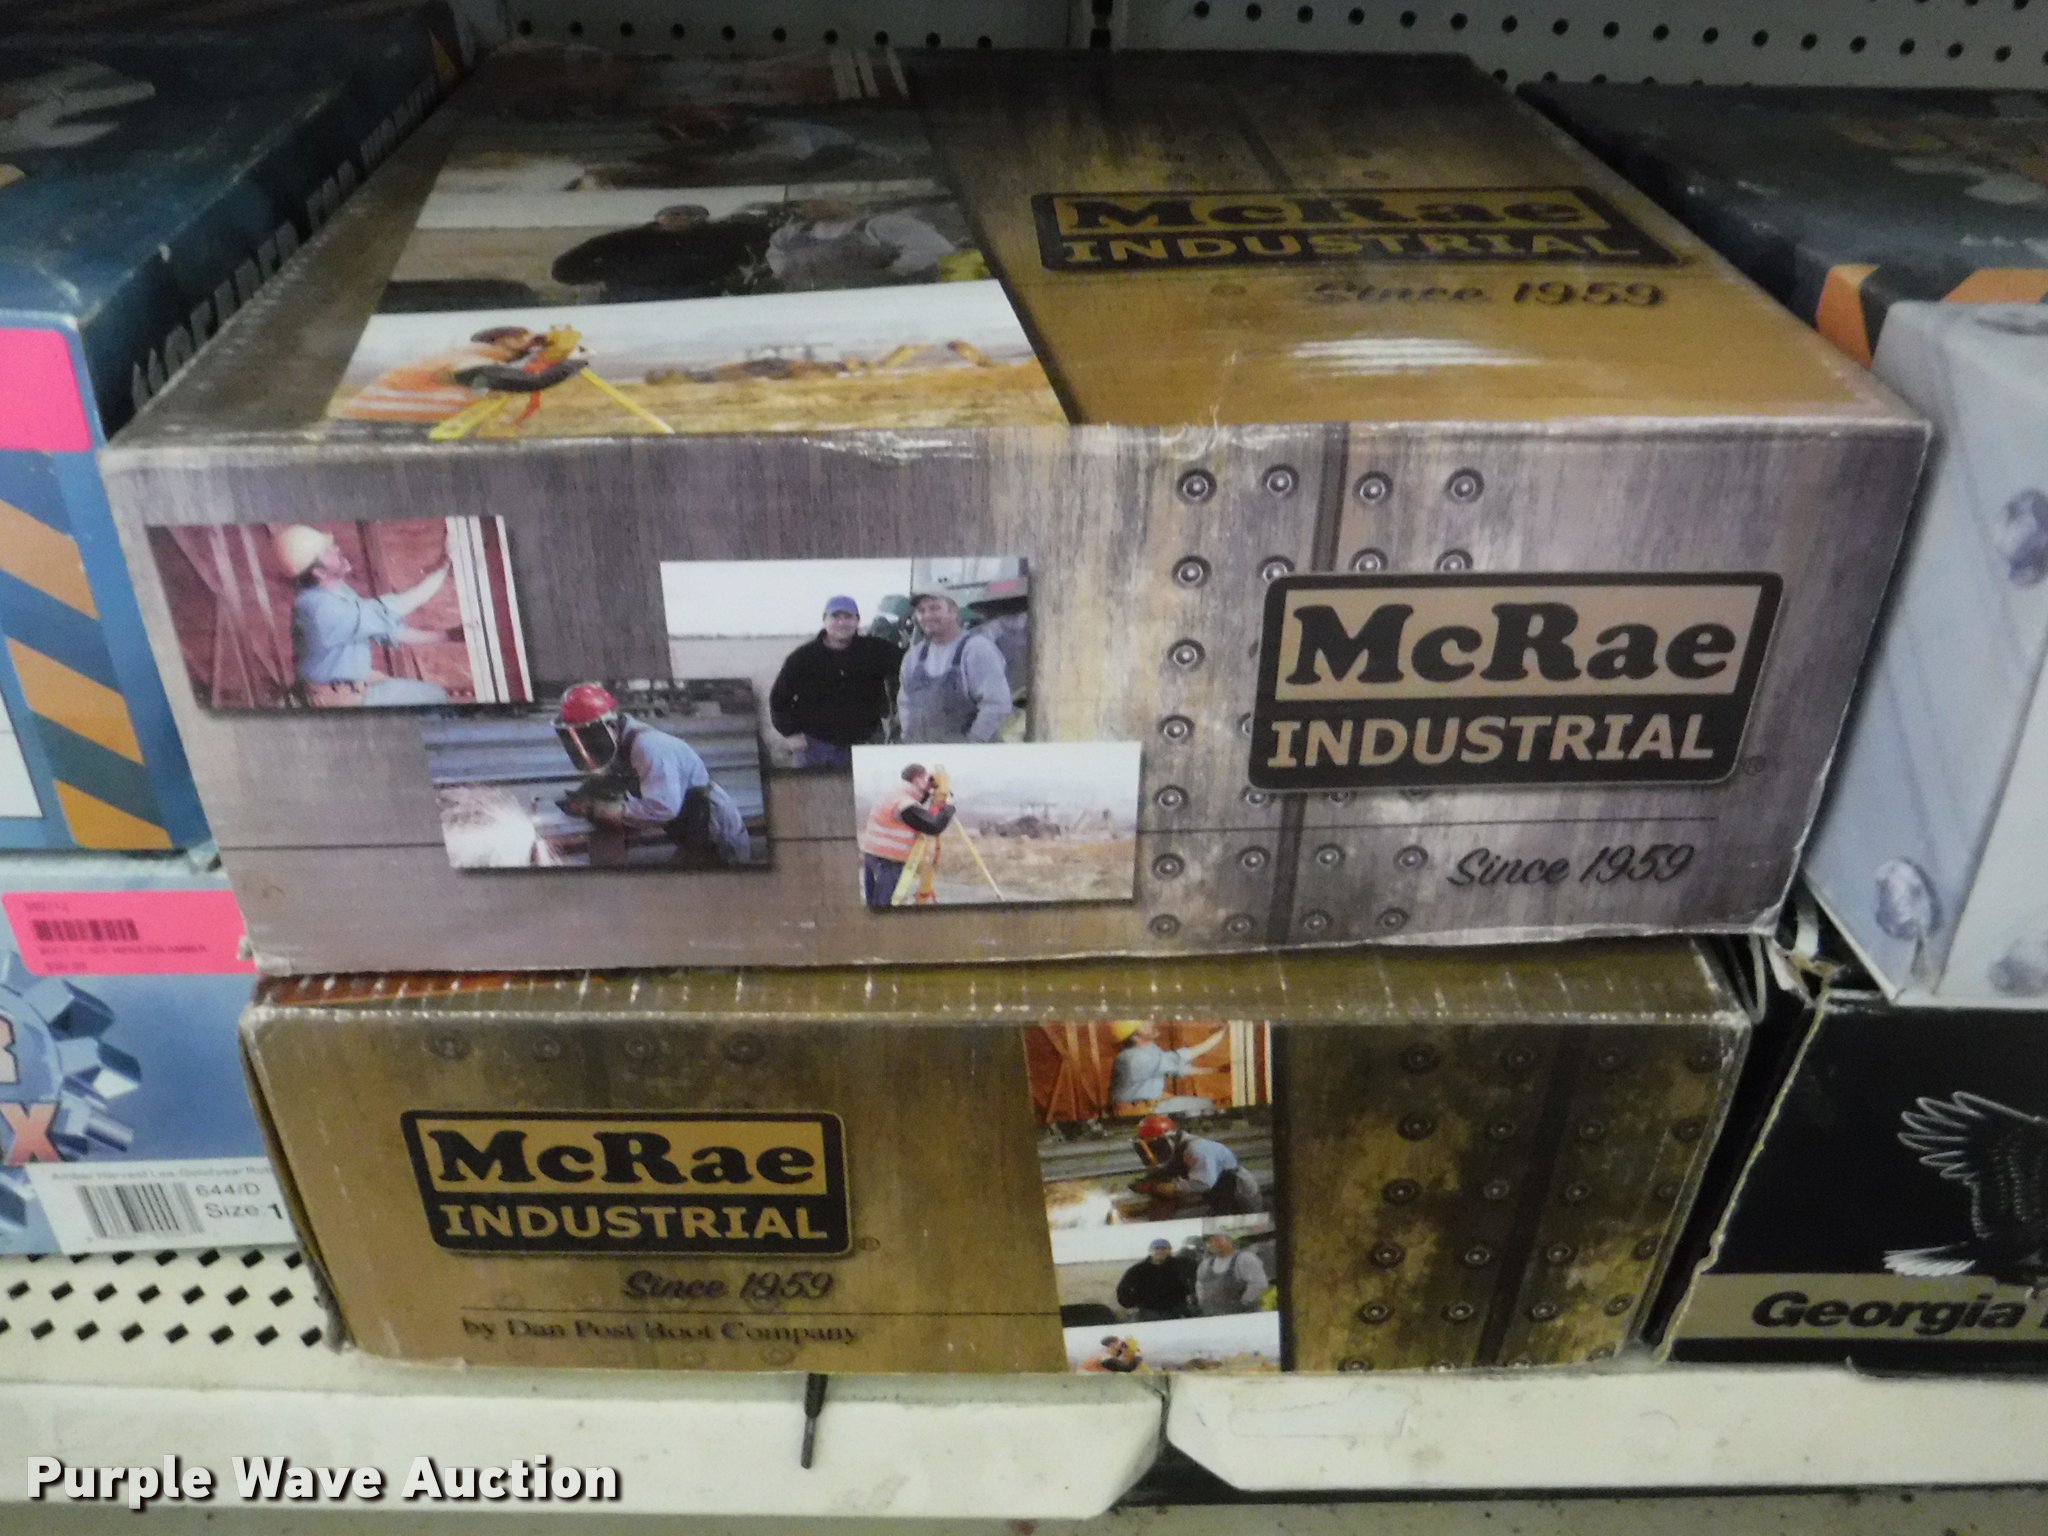 McRae
INDUSTRIAL
Since 1959
McRae
INDUSTRIAL
Since 1959
McRae
INDUSTRIAL
Since 1959
by Dan Post Boot Company
R
X
644/D
Size 1
Georgia
Purple Wave Auction